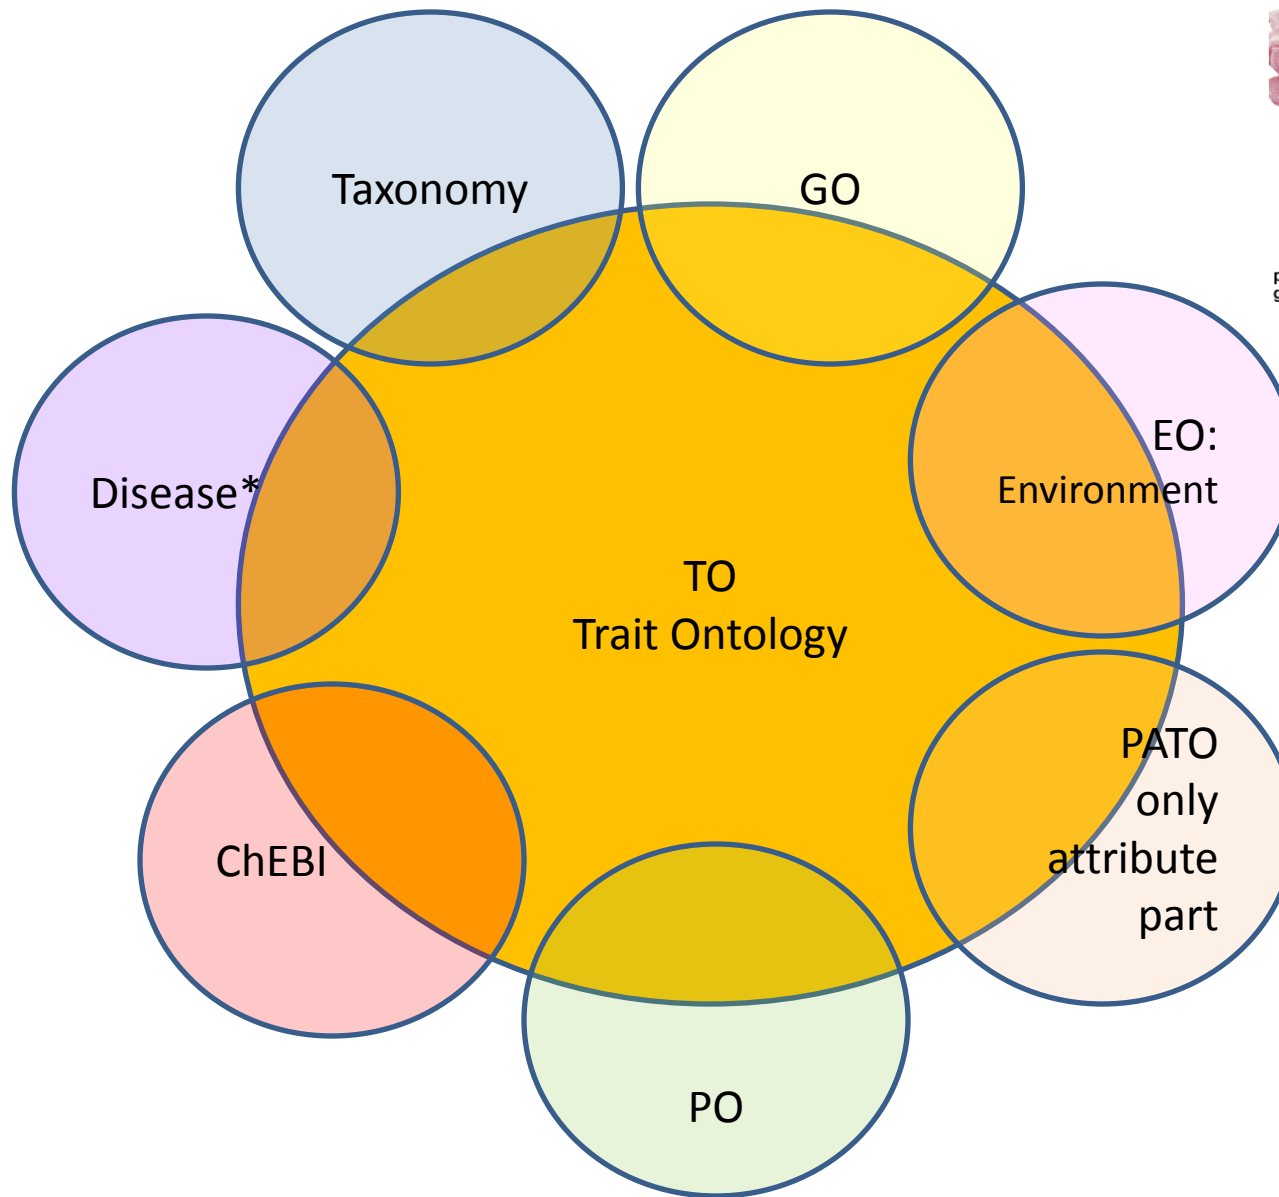 Taxonomy
GO
p
g
EO:
Environment
Disease*
TO
Trait Ontology
PATO
only
attribute
part
ChEBI
PO